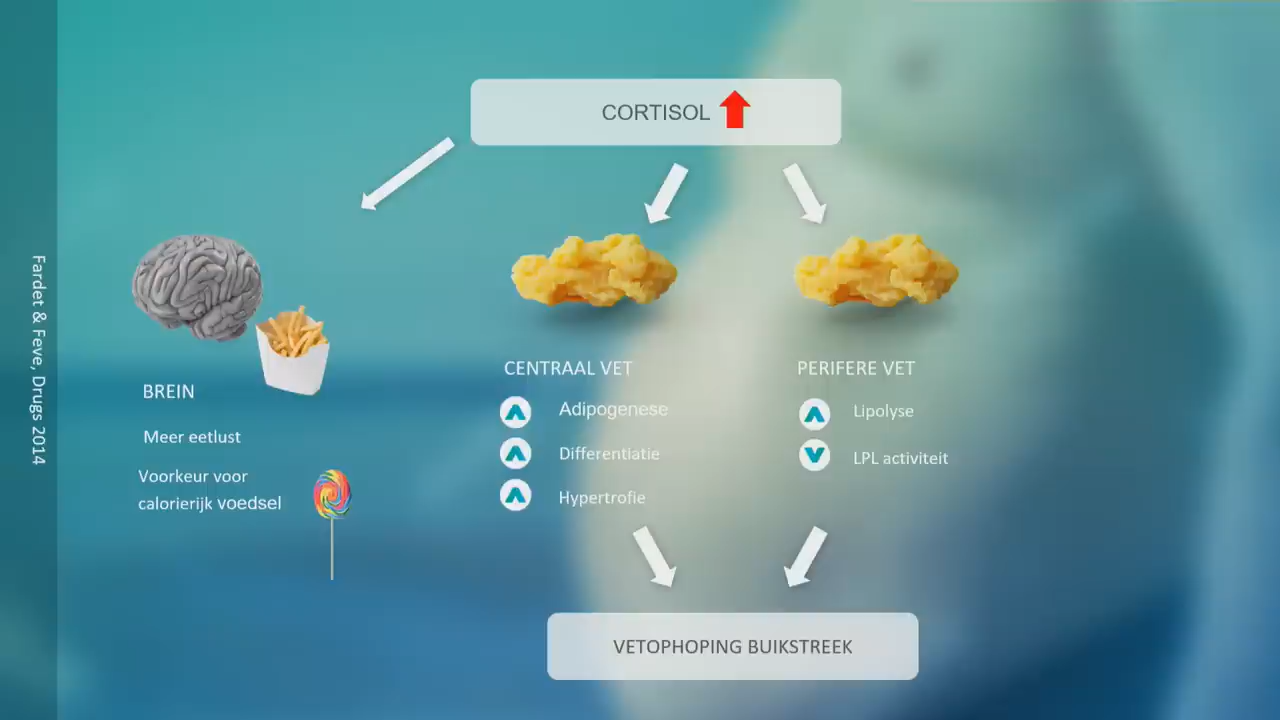 CORTISOL
Fardet & Feve, Drugs 2014
BREIN
Meer eetlust
Voorkeur voor
calorierijk voedsel
CENTRAAL VET
Adipogenese
Differentiatie
Hypertrofie
PERIFERE VET
Lipolyse
LPL activiteit
VETOPHOPING BUIKSTREEK